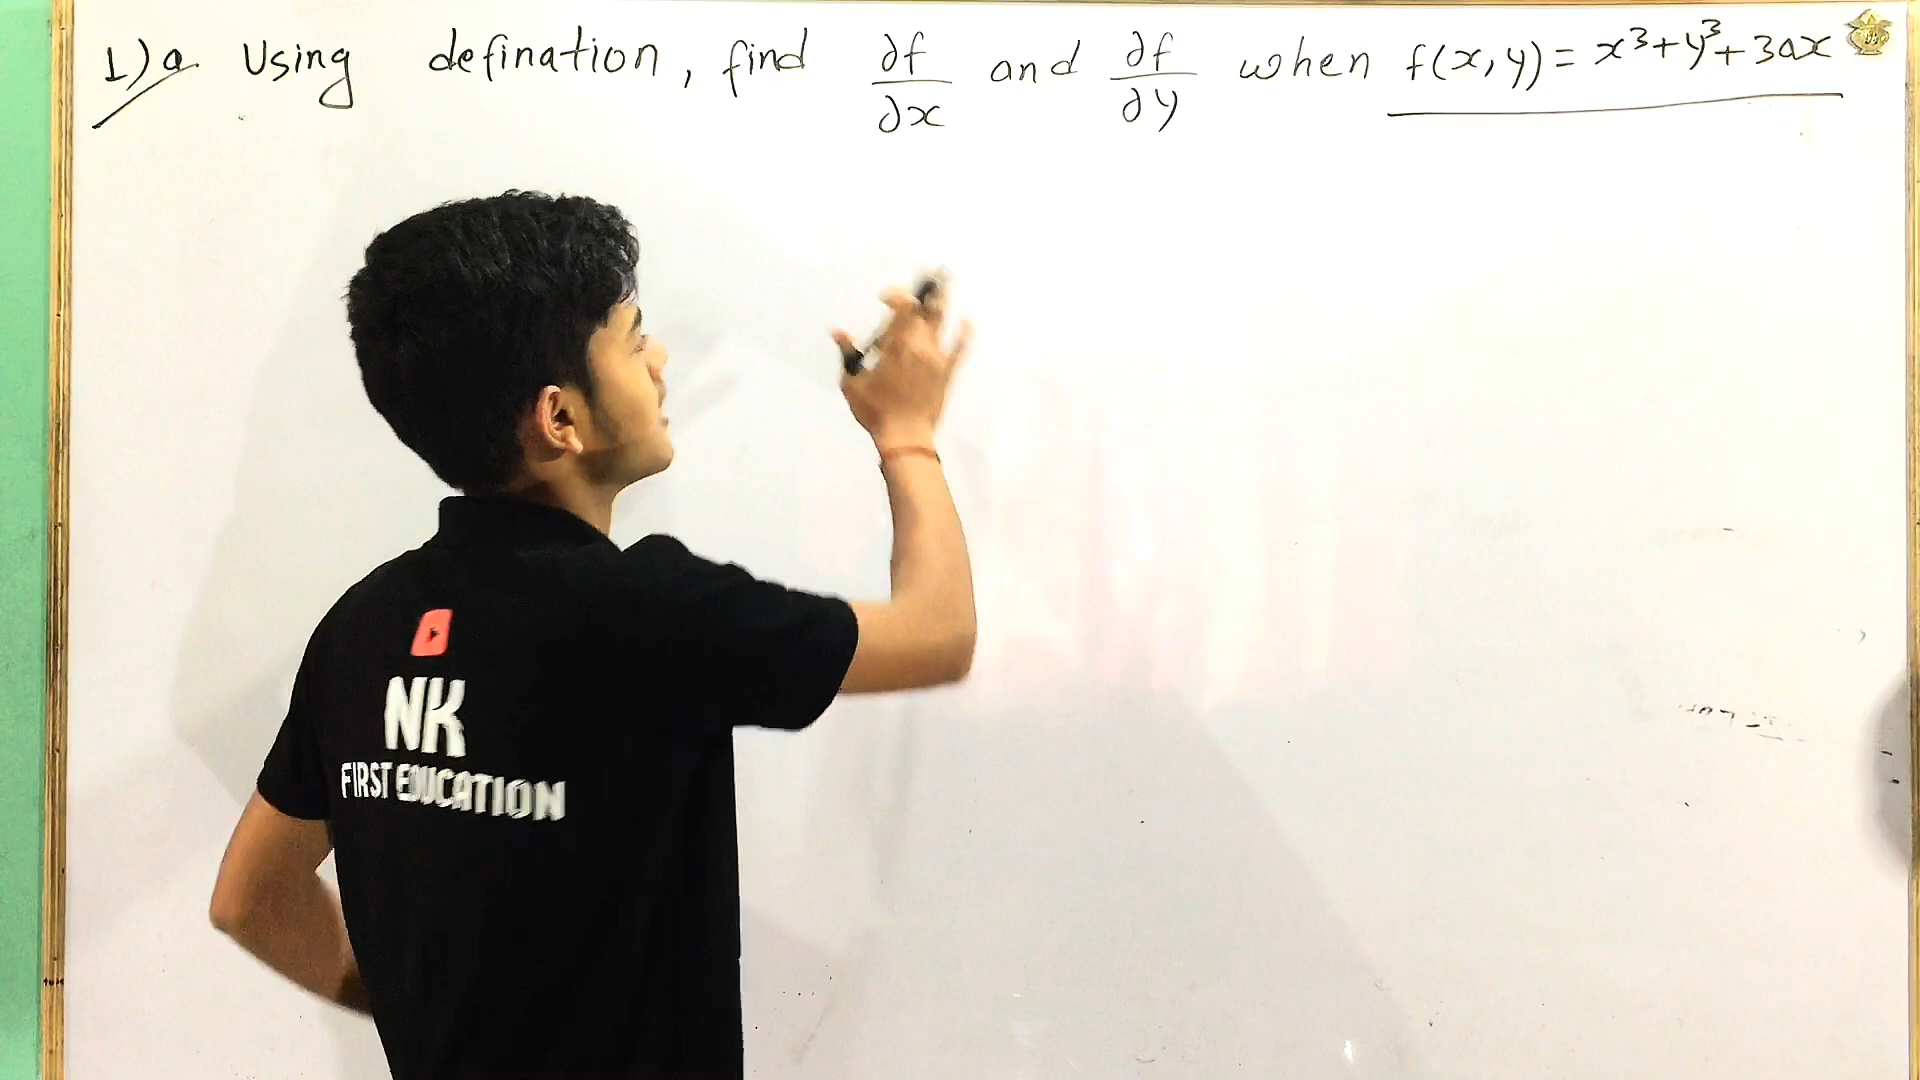 1) a. Using defination, find ∂f/∂x and ∂f/∂y when f(x,y) = x³+y³+3ax
NK
FIRST EDUCATION